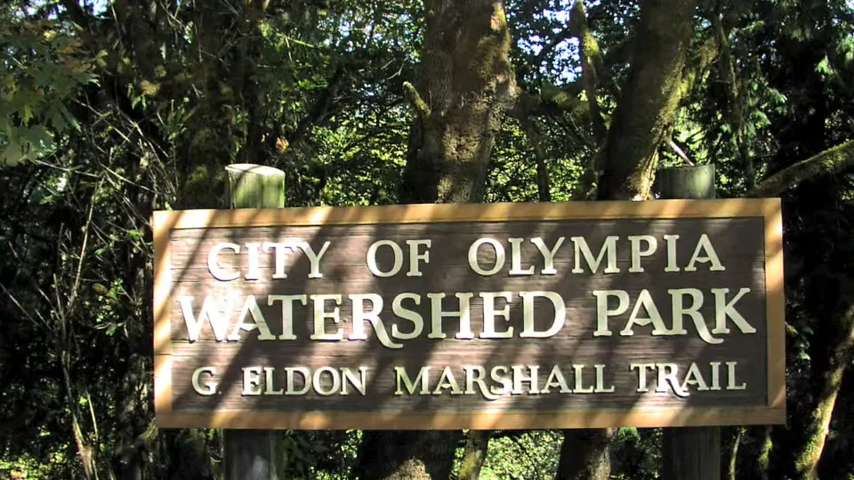 CITY OF OLYMPIA
WATERSHED PARK
G. ELDON MARSHALL TRAIL